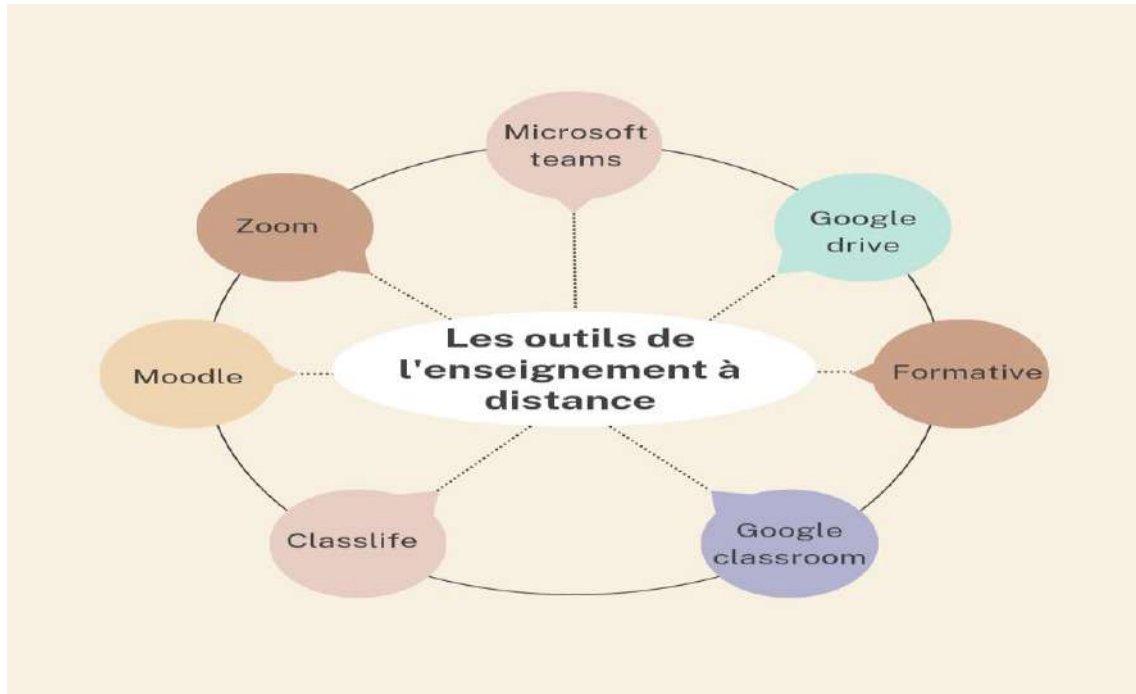 Microsoft
teams
Google
drive
Zoom
Les outils de
l'enseignement à
distance
Moodle
Formative
Classlife
Google
classroom